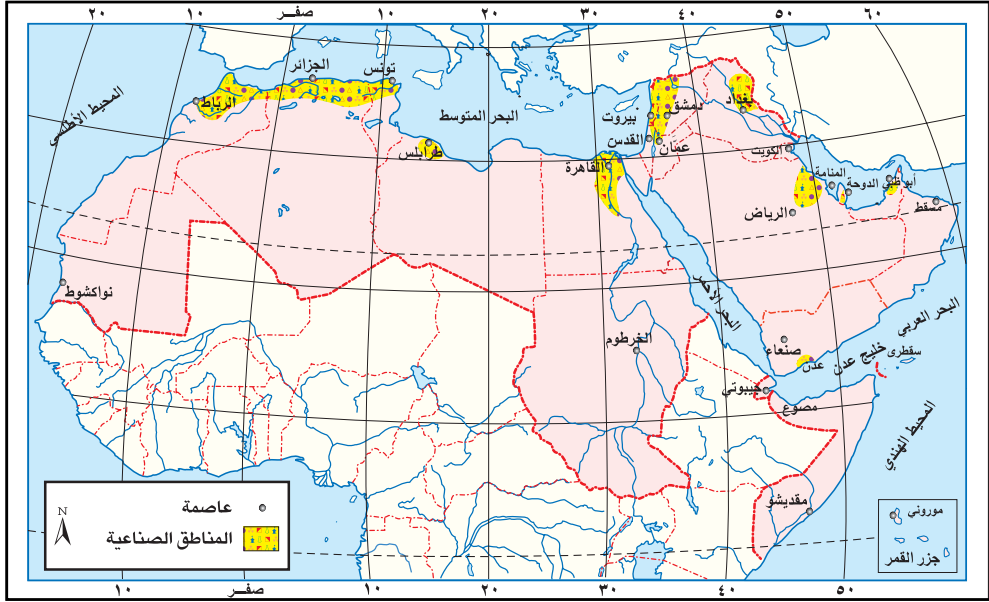 ٢٠ ١٠ صفــر ١٠ ٢٠ ٣٠ ٤٠ ٥٠ ٦٠
المحيط الأطلسي
الرباط
الجزائر
تونس
طرابلس
البحر المتوسط
بيروت
دمشق
القدس
عمان
بغداد
القاهرة
الكويت
المنامة
الدوحة
أبو ظبي
مسقط
الرياض
نواكشوط
البحر الأحمر
الخرطوم
صنعاء
عدن
خليج عدن
البحر العربي
سقطرى
جيبوتي
مصوع
المحيط الهندي
مقديشو
موروني
جزر القمر
N
عاصمة
المناطق الصناعية
١٠ صفــر ١٠ ٢٠ ٣٠ ٤٠ ٥٠